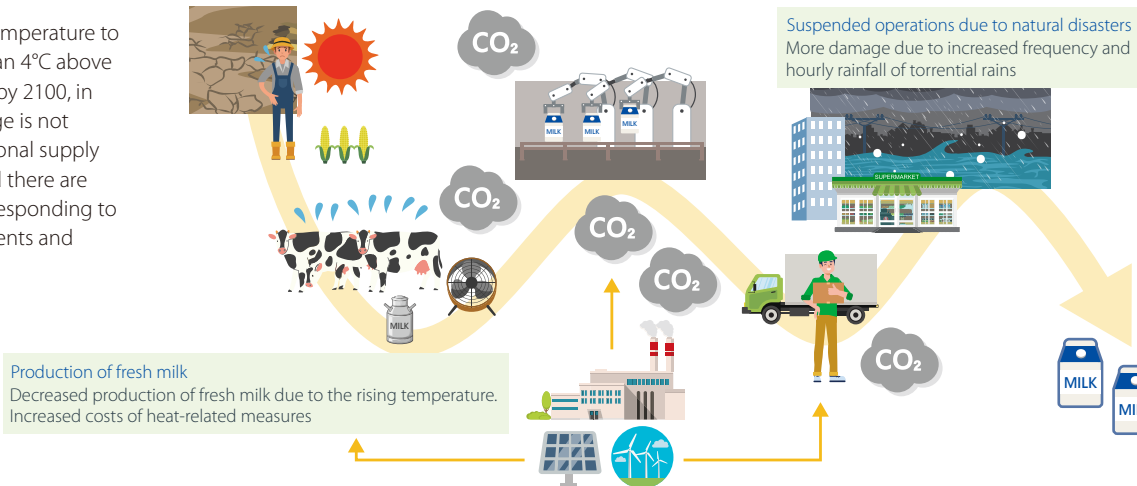 mperature to
an 4°C above
by 2100, in
ge is not
onal supply
d there are
esponding to
ents and
CO2
MILK
MILK
MILK
Suspended operations due to natural disasters
More damage due to increased frequency and
hourly rainfall of torrential rains
SUPERMARKET
CO2
CO2
CO2
MILK
CO2
Production of fresh milk
Decreased production of fresh milk due to the rising temperature.
Increased costs of heat-related measures
MILK